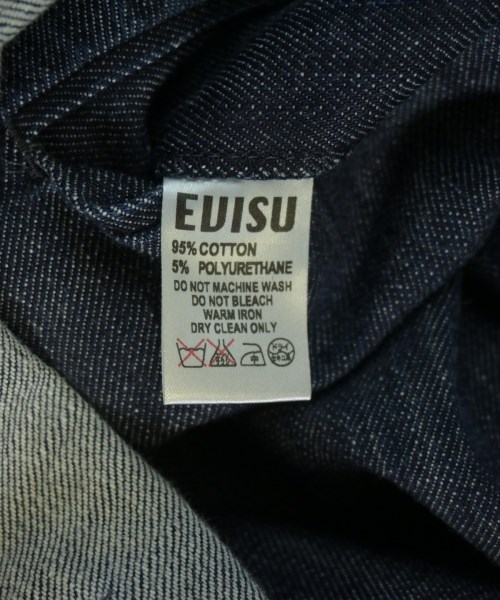 EVISU
95% COTTON
5% POLYURETHANE
DO NOT MACHINE WASH
DO NOT BLEACH
WARM IRON
DRY CLEAN ONLY